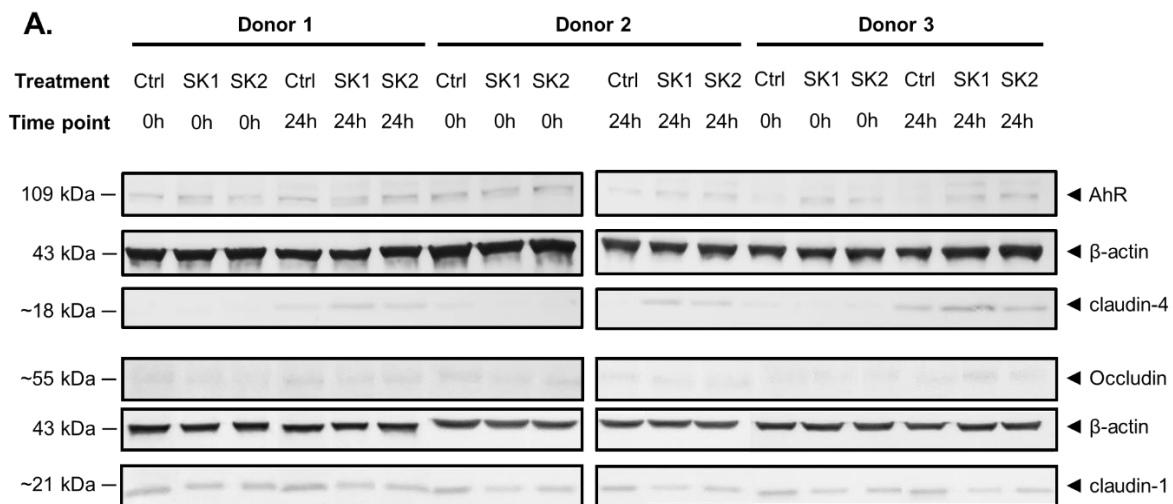 A.
Donor 1 Donor 2 Donor 3
Treatment Ctrl SK1 SK2 Ctrl SK1 SK2 Ctrl SK1 SK2 Ctrl SK1 SK2 Ctrl SK1 SK2 Ctrl SK1 SK2
Time point 0h 0h 0h 24h 24h 24h 0h 0h 0h 24h 24h 24h 0h 0h 0h 24h 24h 24h
109 kDa AhR
43 kDa β-actin
~18 kDa claudin-4
~55 kDa Occludin
43 kDa β-actin
~21 kDa claudin-1